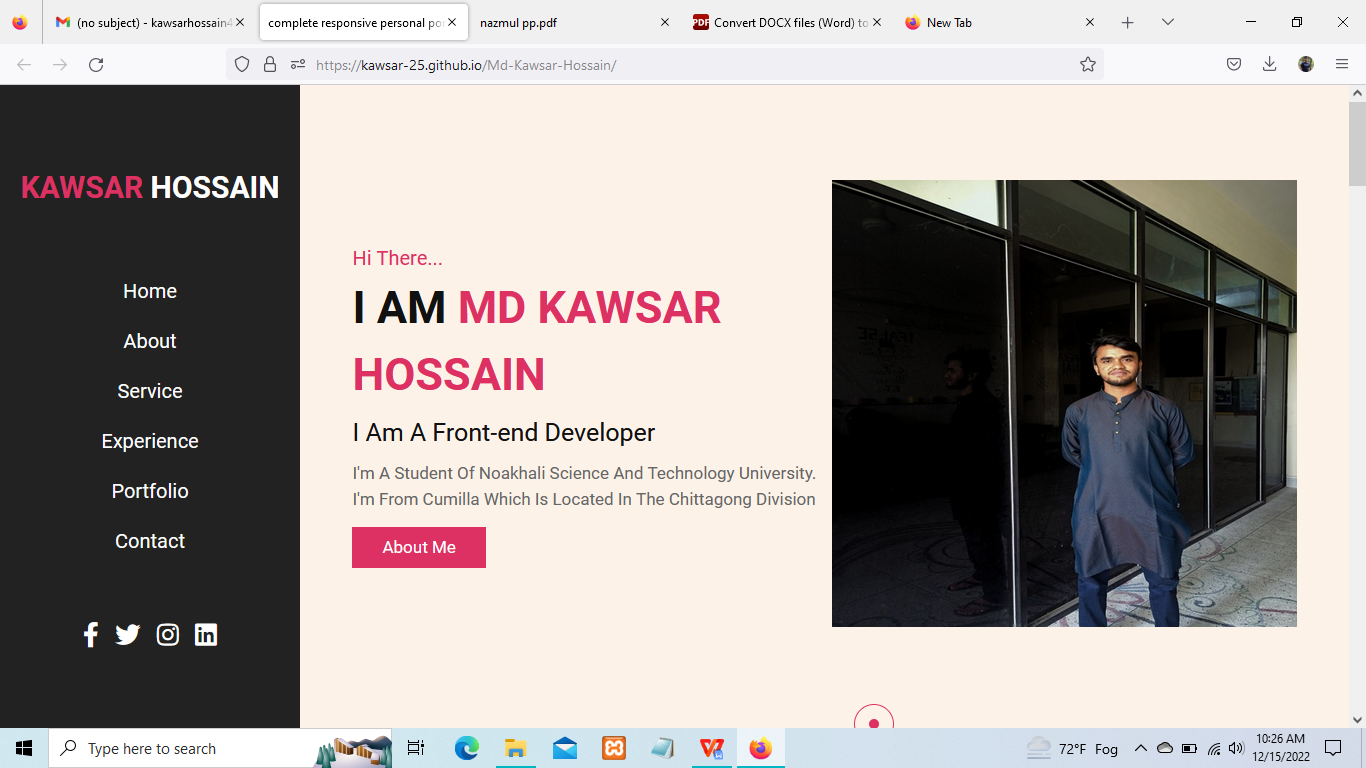 (no subject) - kawsarhossain4
complete responsive personal por
nazmul pp.pdf
PDF
Convert DOCX files (Word) to
New Tab
https://kawsar-25.github.io/Md-Kawsar-Hossain/
KAWSAR HOSSAIN
Home
About
Service
Experience
Portfolio
Contact
Hi There...
I AM MD KAWSAR
HOSSAIN
I Am A Front-end Developer
I'm A Student Of Noakhali Science And Technology University.
I'm From Cumilla Which Is Located In The Chittagong Division
About Me
Type here to search
72°F Fog
10:26 AM
12/15/2022